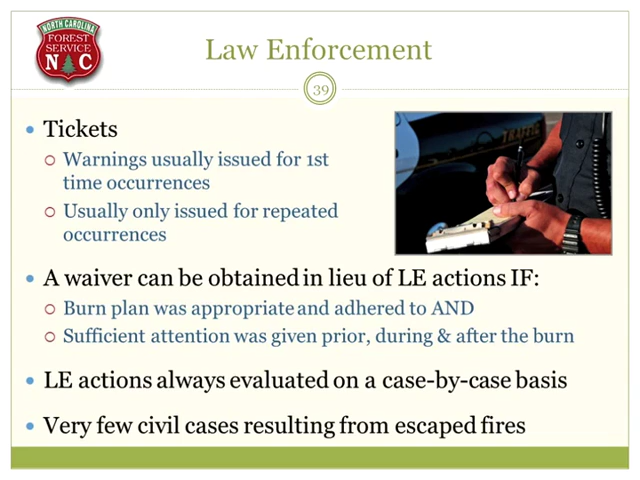 NORTH CAROLINA
FOREST
SERVICE
N C
Law Enforcement
39
Tickets
Warnings usually issued for 1st
time occurrences
Usually only issued for repeated
occurrences
TRAFFIC
A waiver can be obtained in lieu of LE actions IF:
Burn plan was appropriate and adhered to AND
Sufficient attention was given prior, during & after the burn
LE actions always evaluated on a case-by-case basis
Very few civil cases resulting from escaped fires